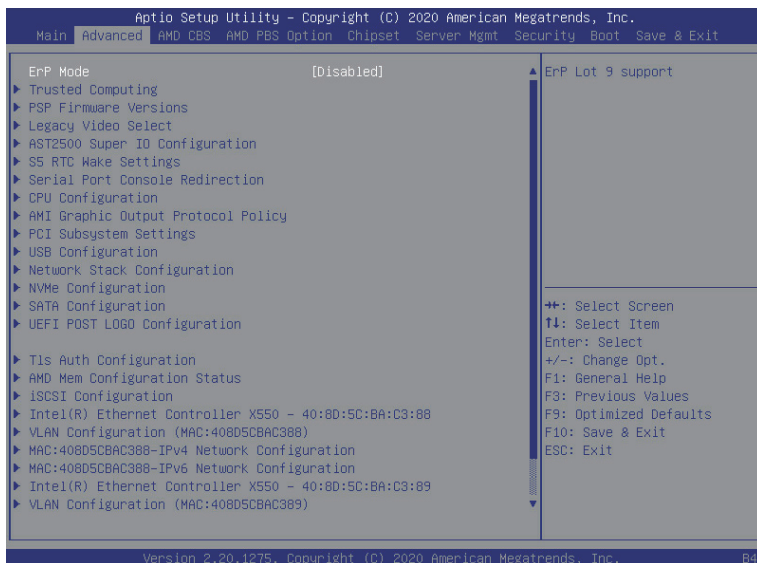 Aptio Setup Utility – Copyright (C) 2020 American Megatrends, Inc.
Main Advanced AMD CBS AMD PBS Option Chipset Server Mgmt Security Boot Save & Exit
ErP Mode [Disabled]
Trusted Computing
PSP Firmware Versions
Legacy Video Select
AST2500 Super IO Configuration
S5 RTC Wake Settings
Serial Port Console Redirection
CPU Configuration
AMI Graphic Output Protocol Policy
PCI Subsystem Settings
USB Configuration
Network Stack Configuration
NVMe Configuration
SATA Configuration
UEFI POST LOGO Configuration
Tls Auth Configuration
AMD Mem Configuration Status
iSCSI Configuration
Intel(R) Ethernet Controller X550 – 40:8D:5C:BA:C3:88
VLAN Configuration (MAC:408D5CBAC388)
MAC:408D5CBAC388-IPv4 Network Configuration
MAC:408D5CBAC388-IPv6 Network Configuration
Intel(R) Ethernet Controller X550 – 40:8D:5C:BA:C3:89
VLAN Configuration (MAC:408D5CBAC389)
ErP Lot 9 support
→←: Select Screen
↑↓: Select Item
Enter: Select
+/-: Change Opt.
F1: General Help
F3: Previous Values
F9: Optimized Defaults
F10: Save & Exit
ESC: Exit
Version 2.20.1275. Copyright (C) 2020 American Megatrends, Inc.
B4